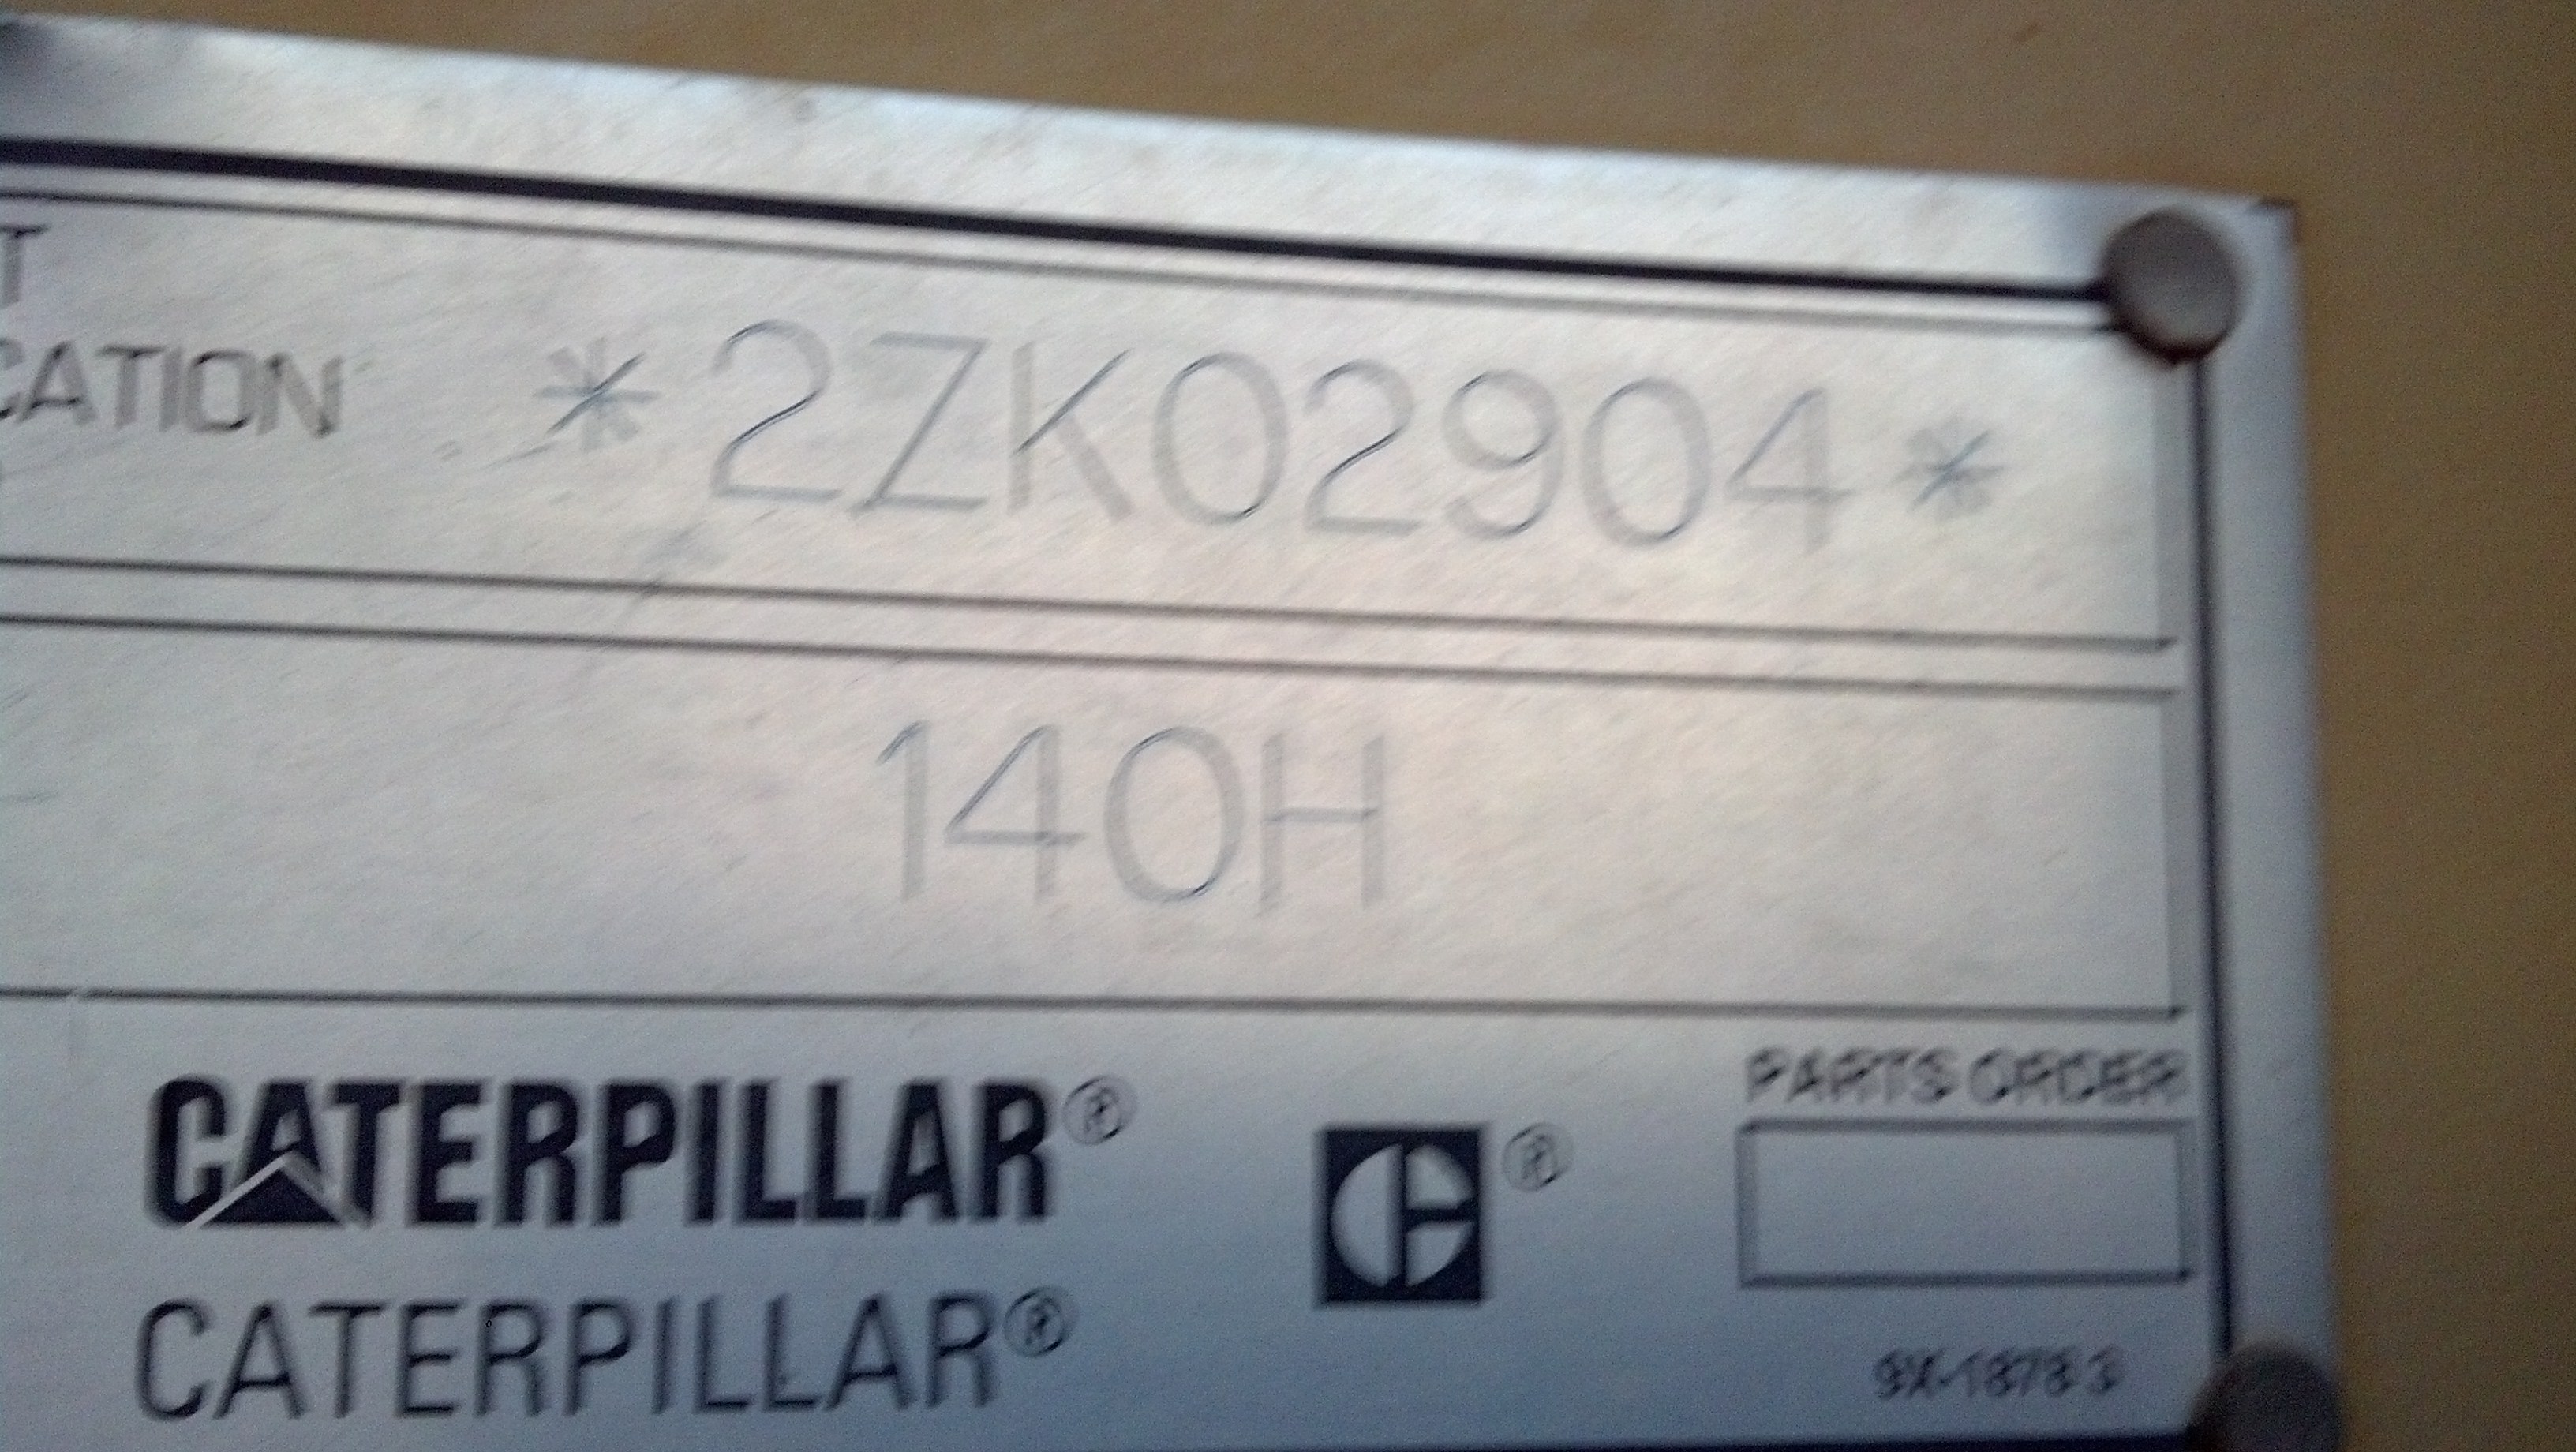 T
CATION *2ZK02904*
140H
CATERPILLAR®
C®
PARTS ORDER
CATERPILLAR®